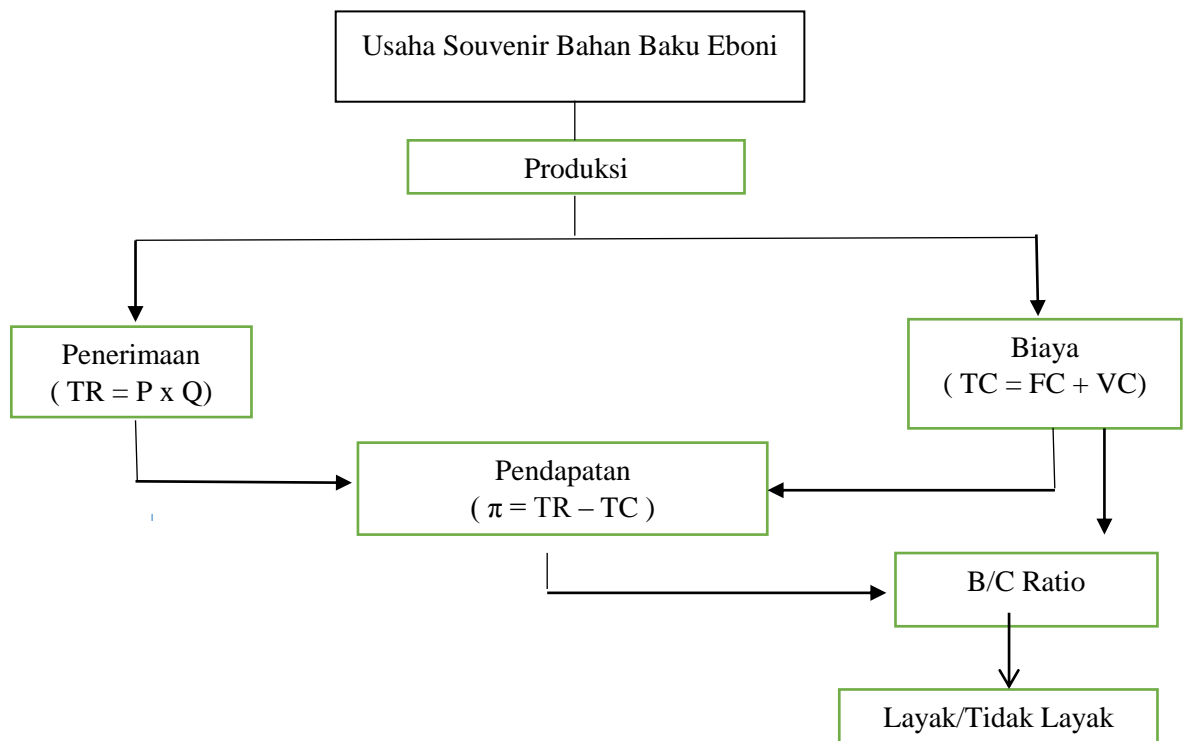 Usaha Souvenir Bahan Baku Eboni
Produksi
Penerimaan
( TR = P x Q)
Biaya
( TC = FC + VC)
Pendapatan
( π = TR – TC )
B/C Ratio
Layak/Tidak Layak